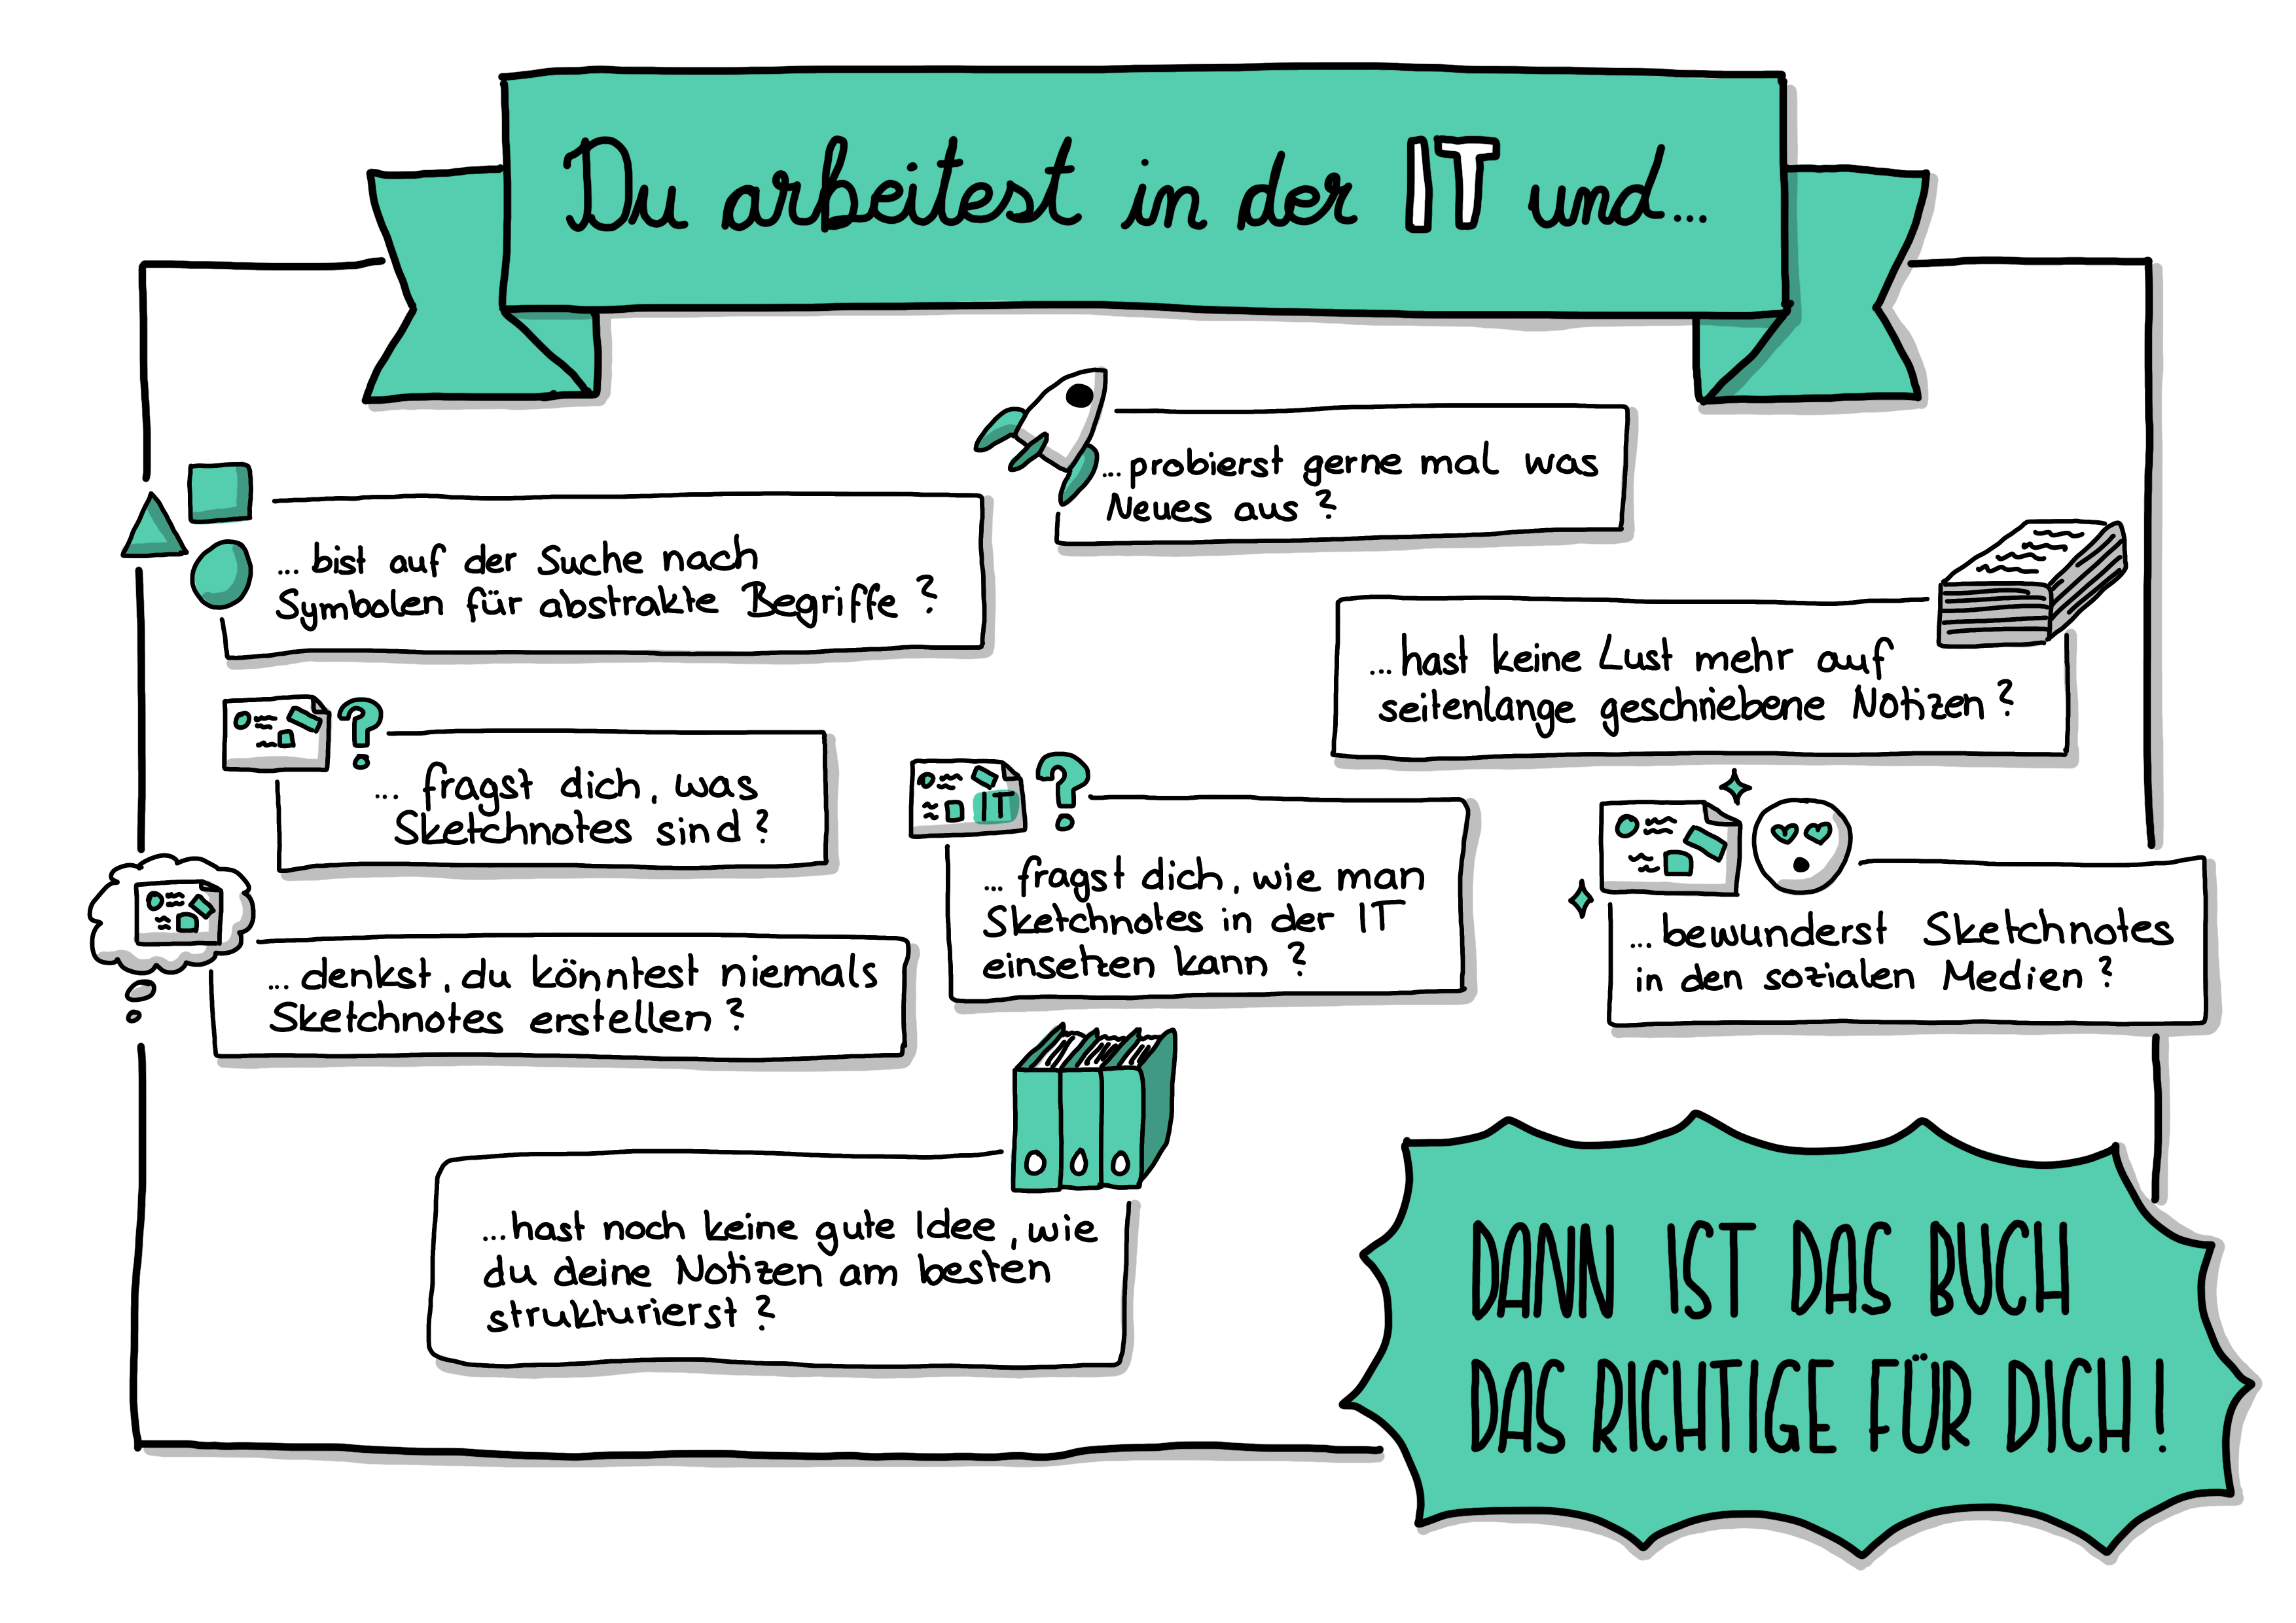 Du arbeitest in der IT und...
...probierst gerne mal was
Neues aus?
... bist auf der Suche nach
Symbolen für abstrakte Begriffe?
...hast keine Lust mehr auf
seitenlange geschriebene Notizen?
... fragst dich, was
Sketchnotes sind?
IT
... fragst dich, wie man
Sketchnotes in der IT
einsetzen kann?
...bewunderst Sketchnotes
in den sozialen Medien?
...denkst, du könntest niemals
Sketchnotes erstellen?
...hast noch keine gute Idee, wie
du deine Notizen am besten
strukturierst?
DANN IST DAS BUCH
DAS RICHTIGE FÜR DICH!